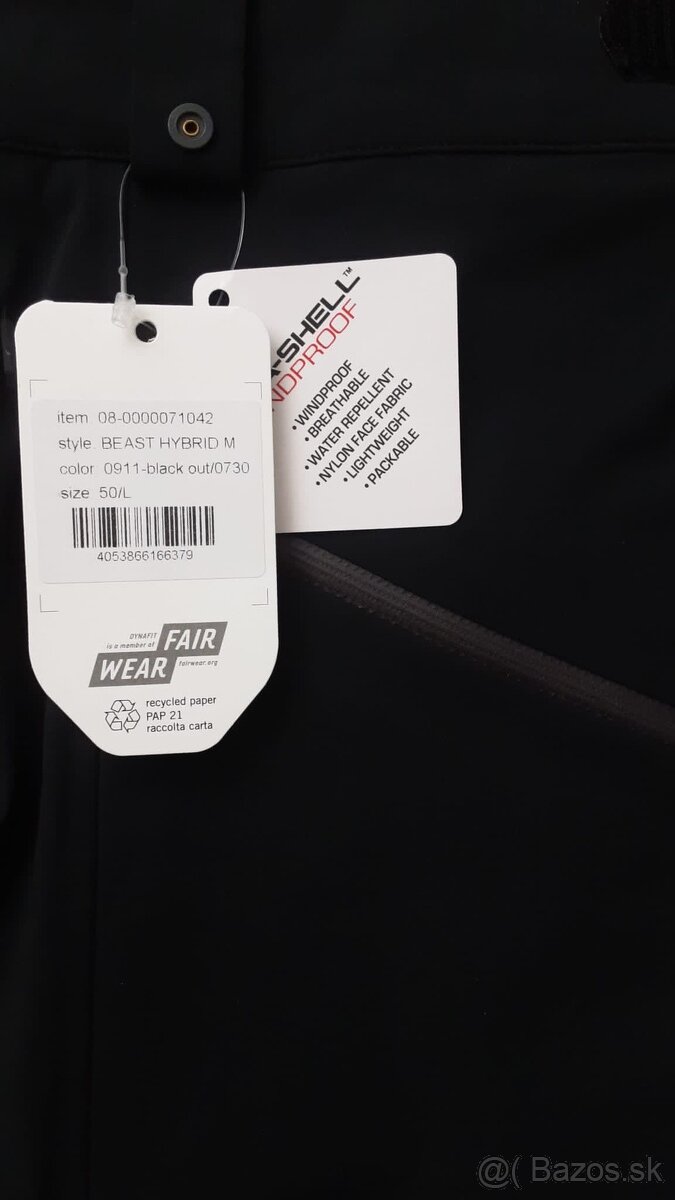 item 08-0000071042
style BEAST HYBRID M
color 0911-black out/0730
size 50/L
4053866166379
DYNAFIT
is a member of
FAIR
WEAR
fairwear.org
recycled paper
PAP 21
raccolta carta
-SHELL™
NDPROOF
• WINDPROOF
• BREATHABLE
• WATER REPELLENT
• NYLON FACE FABRIC
• LIGHTWEIGHT
• PACKABLE
@( Bazos.sk